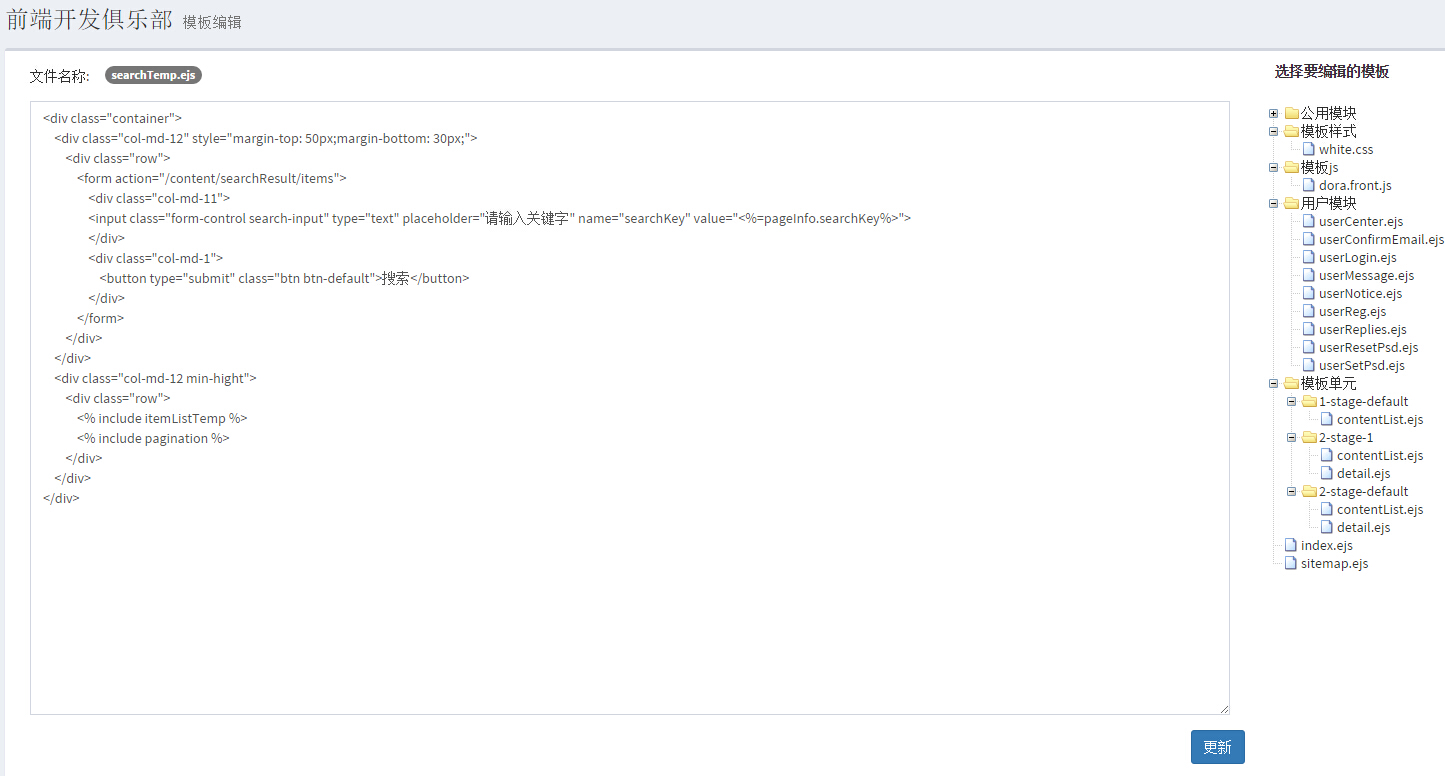 前端开发俱乐部 模板编辑
文件名称: searchTemp.ejs
<div class="container">
<div class="col-md-12" style="margin-top: 50px;margin-bottom: 30px;">
<div class="row">
<form action="/content/searchResult/items">
<div class="col-md-11">
<input class="form-control search-input" type="text" placeholder="请输入关键字" name="searchKey" value="<%=pageInfo.searchKey%>">
</div>
<div class="col-md-1">
<button type="submit" class="btn btn-default">搜索</button>
</div>
</form>
</div>
</div>
<div class="col-md-12 min-hight">
<div class="row">
<% include itemListTemp %>
<% include pagination %>
</div>
</div>
</div>
更新
选择要编辑的模板
公用模块
模板样式
white.css
模板js
dora.front.js
用户模块
userCenter.ejs
userConfirmEmail.ejs
userLogin.ejs
userMessage.ejs
userNotice.ejs
userReg.ejs
userReplies.ejs
userResetPsd.ejs
userSetPsd.ejs
模板单元
1-stage-default
contentList.ejs
2-stage-1
contentList.ejs
detail.ejs
2-stage-default
contentList.ejs
detail.ejs
index.ejs
sitemap.ejs